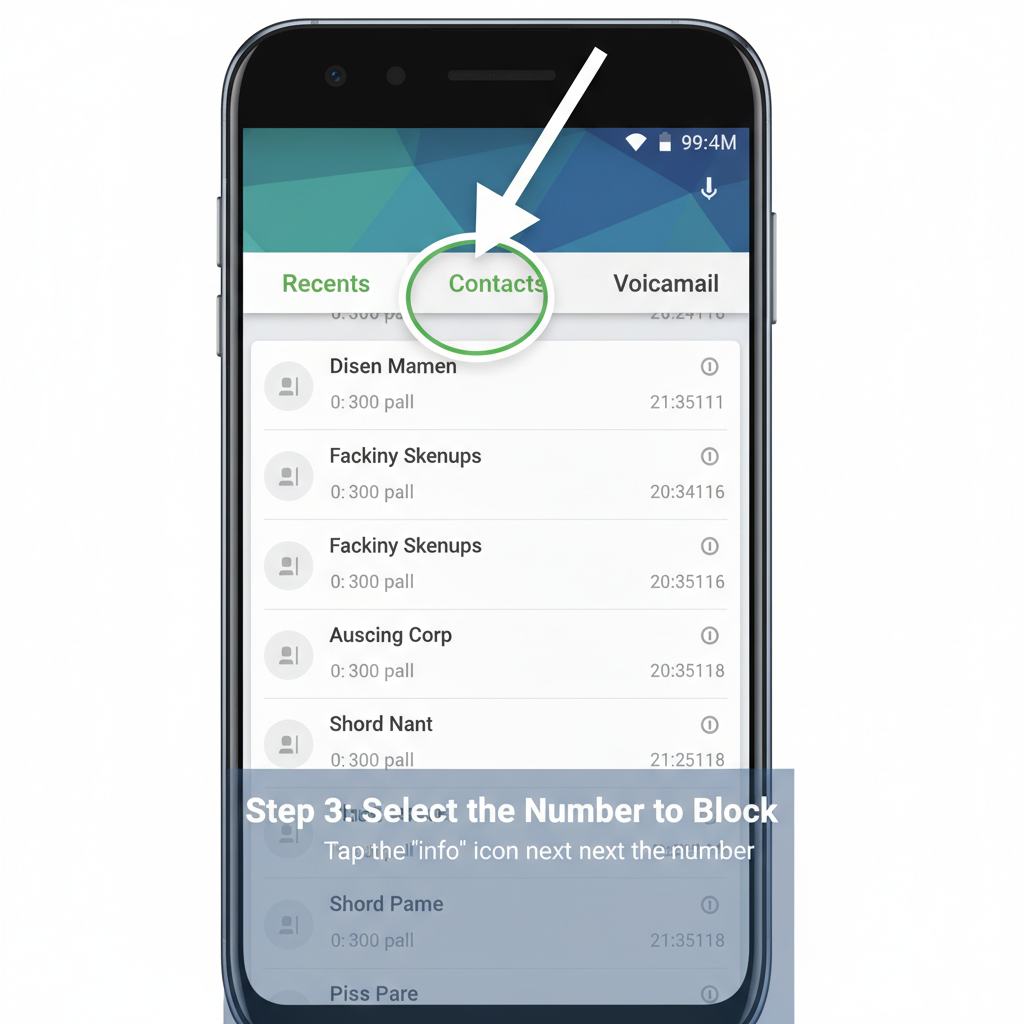 99:4M
Recents Contacts Voicamail
0:300 pa
20:24116
Disen Mamen
0:300 pall 21:35111
Fackiny Skenups
0:300 pall 20:34116
Fackiny Skenups
0:300 pall 20:35116
Auscing Corp
0:300 pall 20:35118
Shord Nant
0:300 pall 21:25118
Step 3: Select the Number to Block
Tap the "info" icon next next the number
Shord Pame
0:300 pall 21:35118
Piss Pare